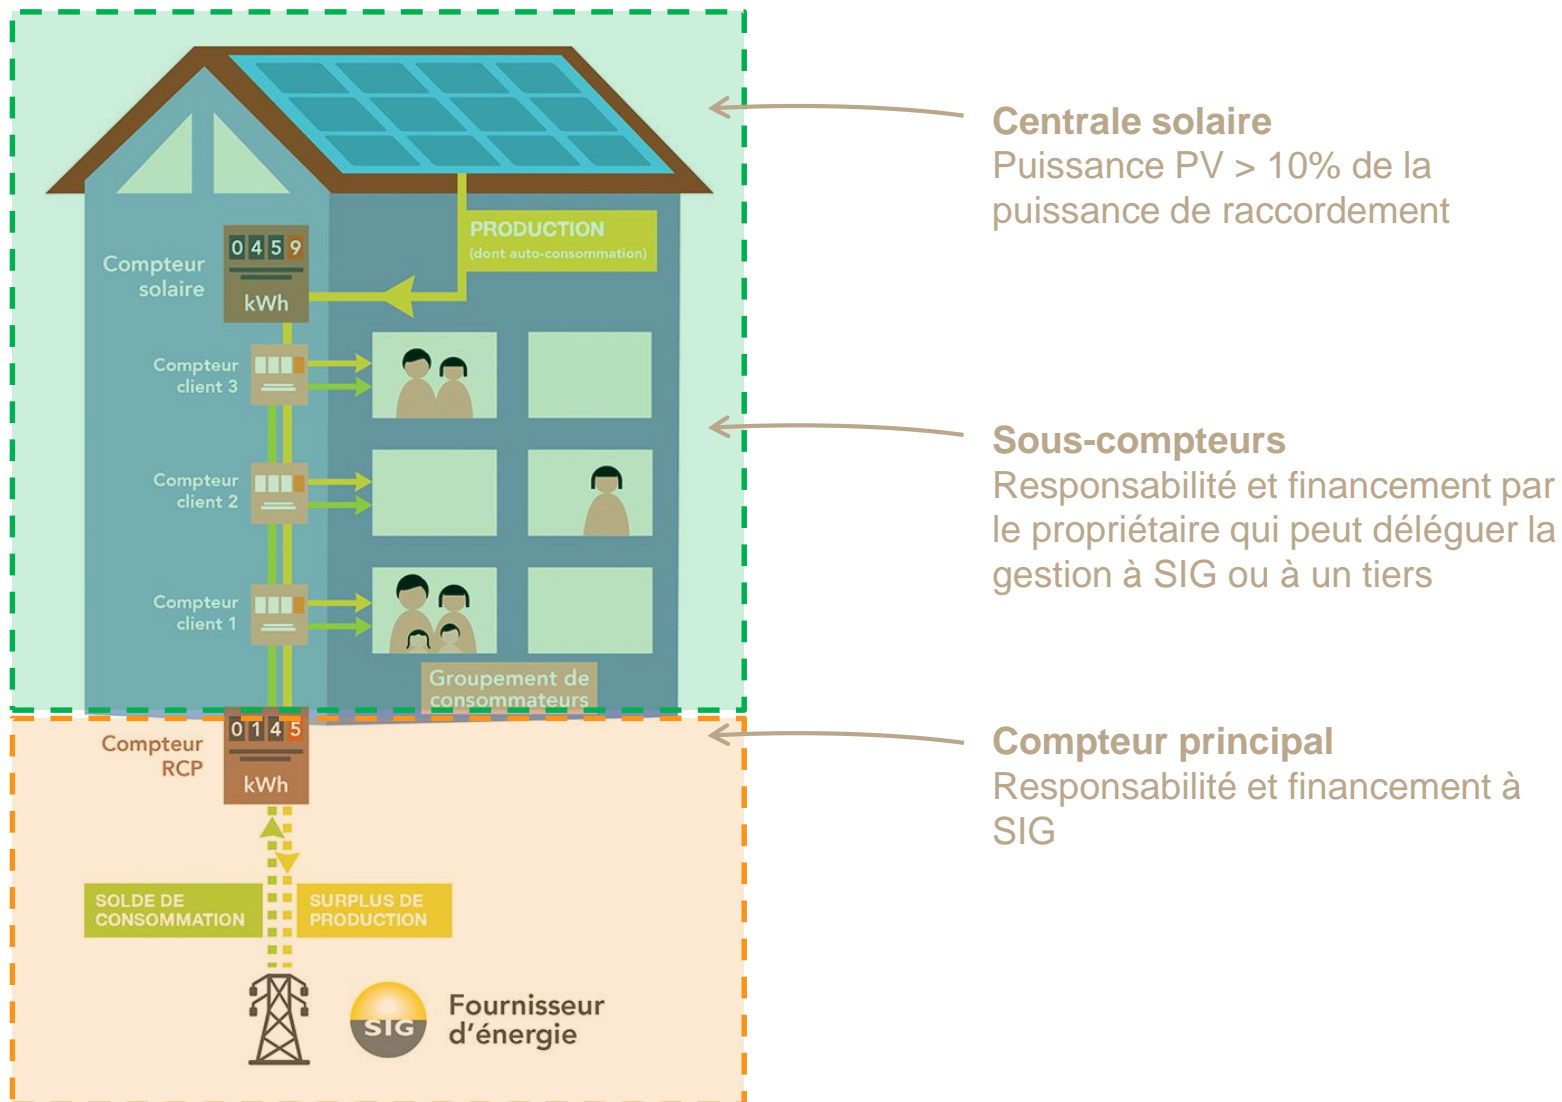 Centrale solaire
Puissance PV > 10% de la
puissance de raccordement
PRODUCTION
(dont auto-consommation)
0459
kWh
Compteur
solaire
Compteur
client 3
Compteur
client 2
Compteur
client 1
Sous-compteurs
Responsabilité et financement par
le propriétaire qui peut déléguer la
gestion à SIG ou à un tiers
Groupement de
consommateurs
0145
kWh
Compteur
RCP
Compteur principal
Responsabilité et financement à
SIG
SOLDE DE
CONSOMMATION
SURPLUS DE
PRODUCTION
SIG
Fournisseur
d'énergie